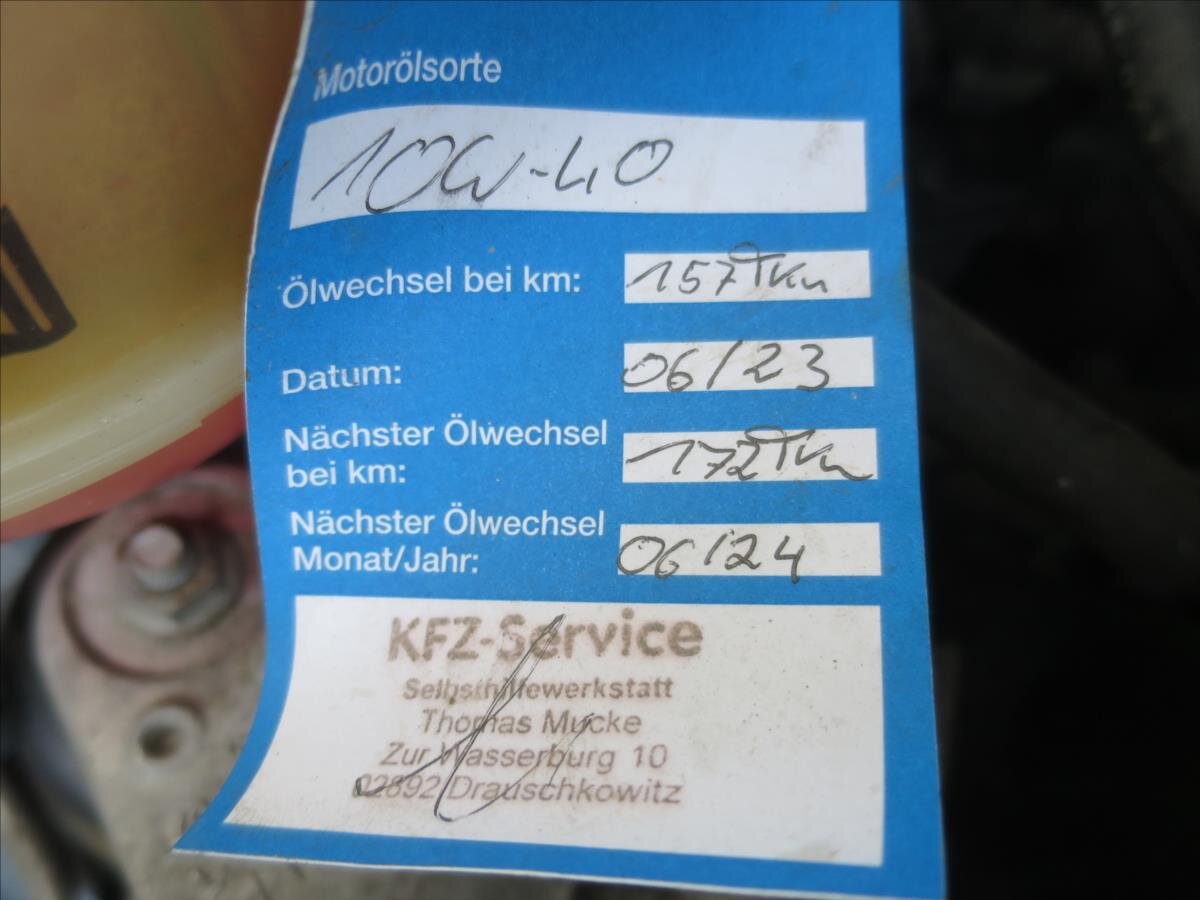 Motorölsorte
10W-40
Ölwechsel bei km: 157Tkm
Datum: 06/23
Nächster Ölwechsel
bei km: 172Tkm
Nächster Ölwechsel
Monat/Jahr: 06/24
KFZ-Service
Selbsthilfewerkstatt
Thomas Mucke
Zur Wasserburg 10
02892 Drauschkowitz